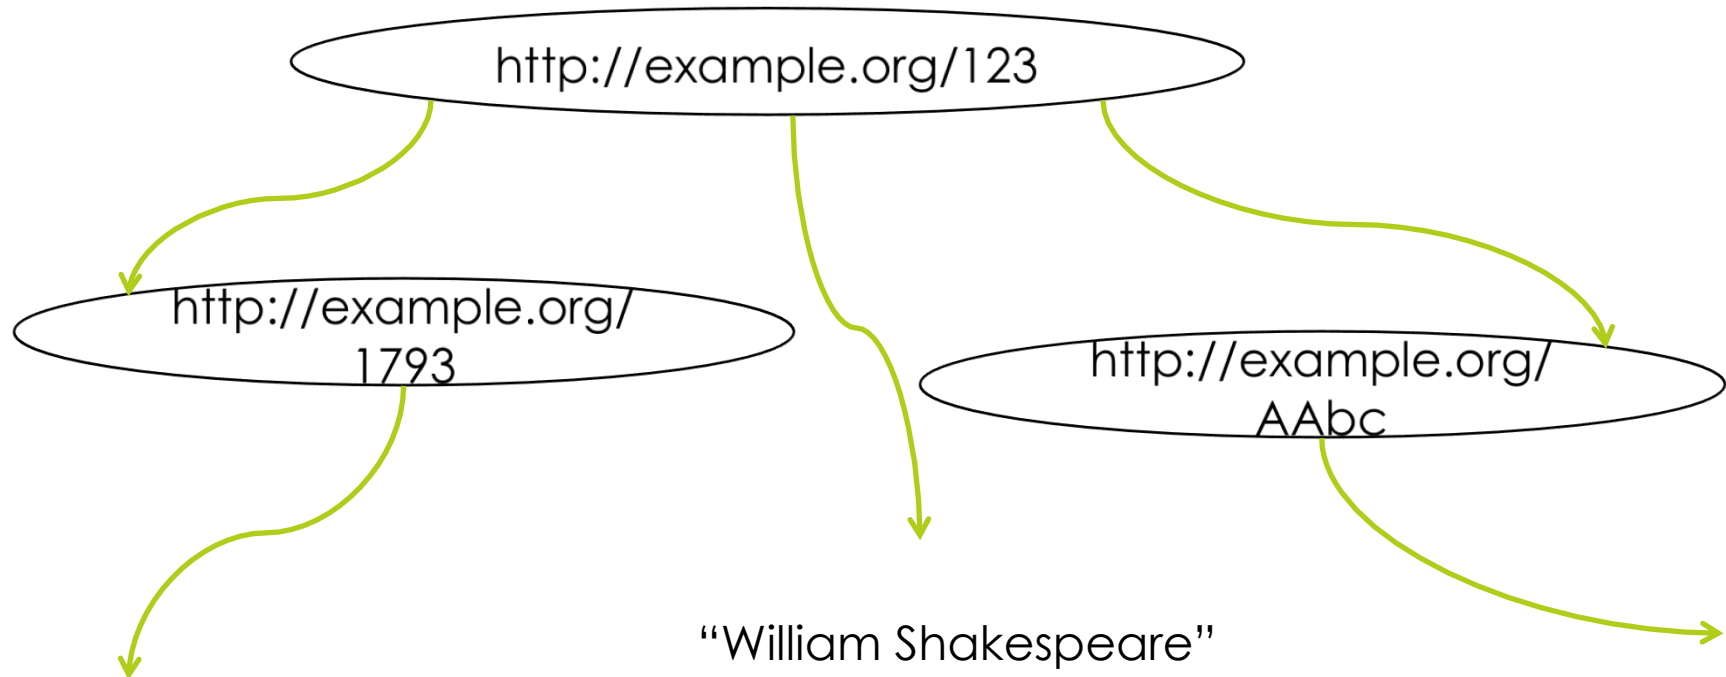 http://example.org/123
http://example.org/
1793
http://example.org/
AAbc
“William Shakespeare”